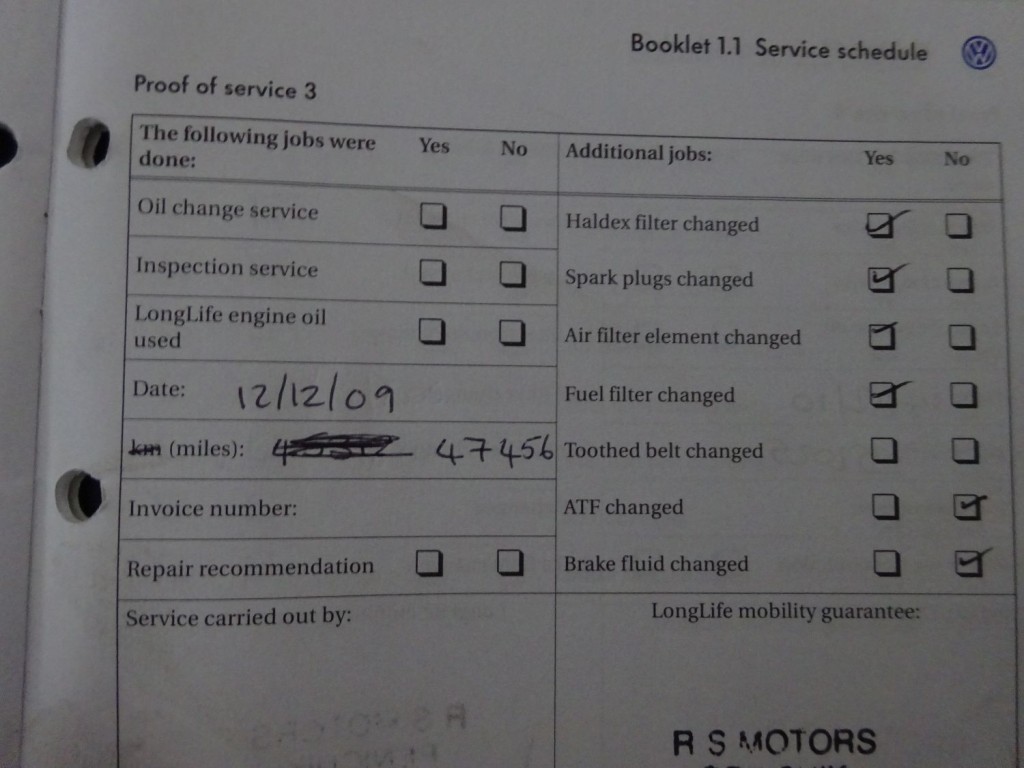 Booklet 1.1 Service schedule
Proof of service 3
The following jobs were done: Yes No
Oil change service
Inspection service
LongLife engine oil used
Date: 12/12/09
km (miles): 47456
Invoice number:
Repair recommendation
Service carried out by:
Additional jobs: Yes No
Haldex filter changed
Spark plugs changed
Air filter element changed
Fuel filter changed
Toothed belt changed
ATF changed
Brake fluid changed
LongLife mobility guarantee:
R S MOTORS